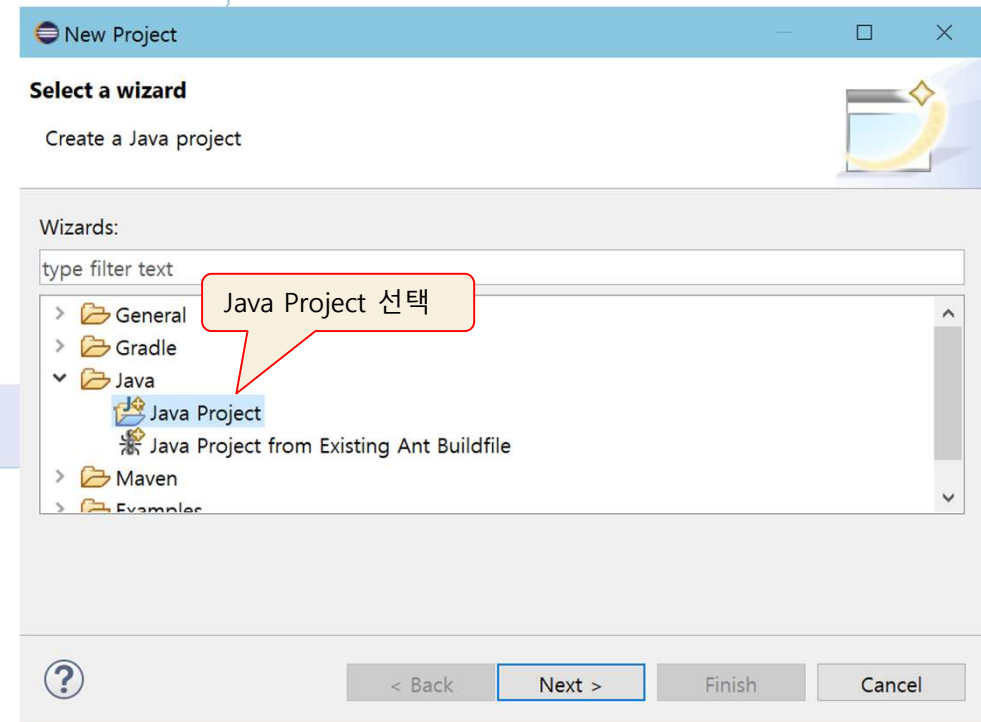 New Project
Select a wizard
Create a Java project
Wizards:
type filter text
Java Project 선택
General
Gradle
Java
Java Project
Java Project from Existing Ant Buildfile
Maven
Examples
?
< Back
Next >
Finish
Cancel